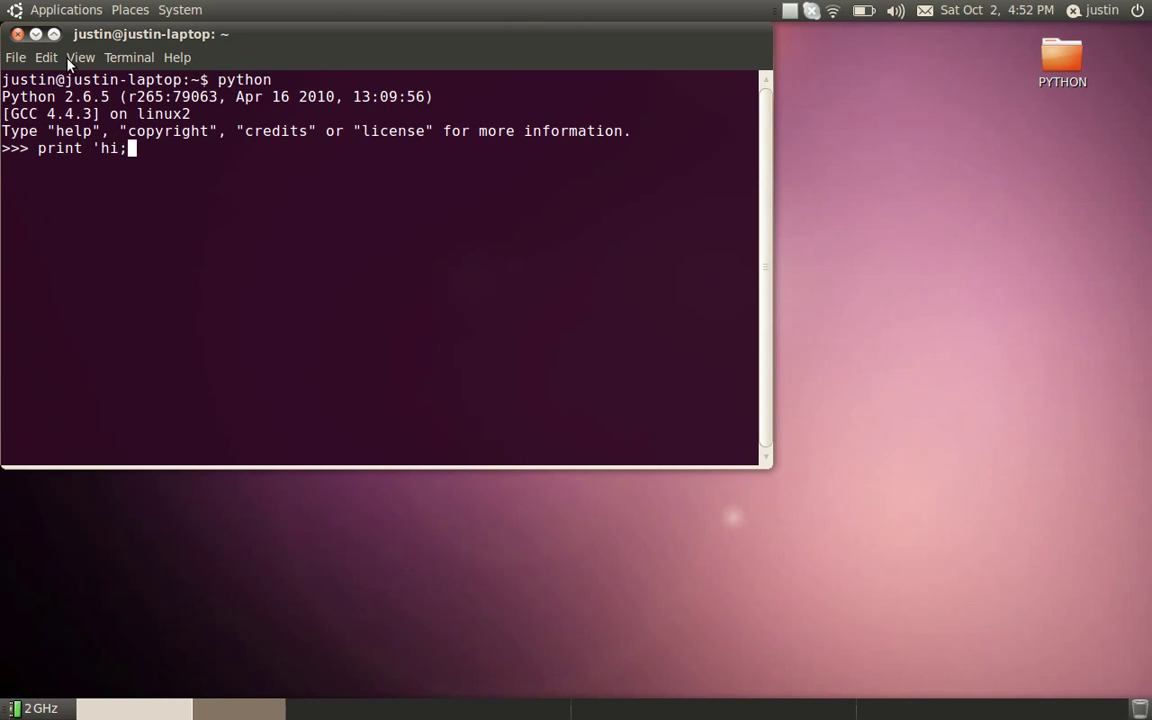 Applications Places System Sat Oct 2, 4:52 PM justin
justin@justin-laptop: ~
File Edit View Terminal Help
justin@justin-laptop:~$ python
Python 2.6.5 (r265:79063, Apr 16 2010, 13:09:56)
[GCC 4.4.3] on linux2
Type "help", "copyright", "credits" or "license" for more information.
>>> print 'hi;
PYTHON
2 GHz